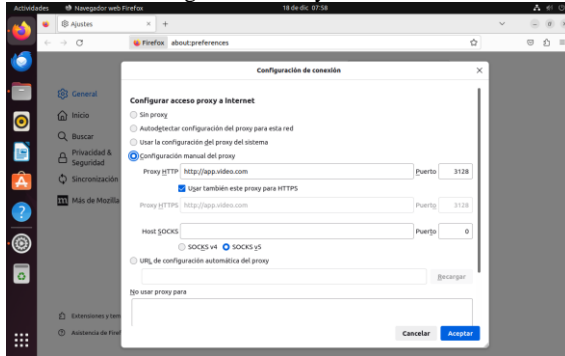 Actividades Navegador web Firefox 18 de dic 07:58
Ajustes
Firefox about:preferences
Configuración de conexión
General
Configurar acceso proxy a Internet
Inicio
Sin proxy
Autodetectar configuración del proxy para esta red
Buscar
Usar la configuración del proxy del sistema
Privacidad &
Seguridad
Configuración manual del proxy
Proxy HTTP http://app.video.com Puerto 3128
Sincronización
Usar también este proxy para HTTPS
Más de Mozilla
Proxy HTTPS http://app.video.com Puerto 3128
Host SOCKS Puerto 0
SOCKS v4 SOCKS v5
URL de configuración automática del proxy
Recargar
No usar proxy para
Extensiones y tem
Asistencia de Firef
Cancelar Aceptar